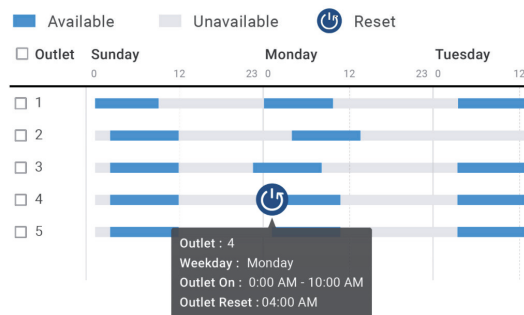 Available Unavailable Reset
Outlet Sunday Monday Tuesday
0 12 23 0 12 23 0 12
1
2
3
4
5
Outlet : 4
Weekday : Monday
Outlet On : 0:00 AM - 10:00 AM
Outlet Reset : 04:00 AM